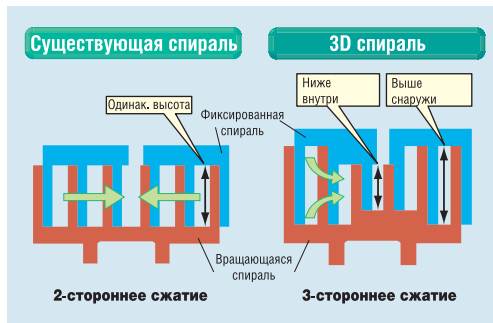 Существующая спираль
3D спираль
Одинак. высота
Фиксированная
спираль
Ниже
внутри
Выше
снаружи
Вращающаяся
спираль
2-стороннее сжатие
3-стороннее сжатие